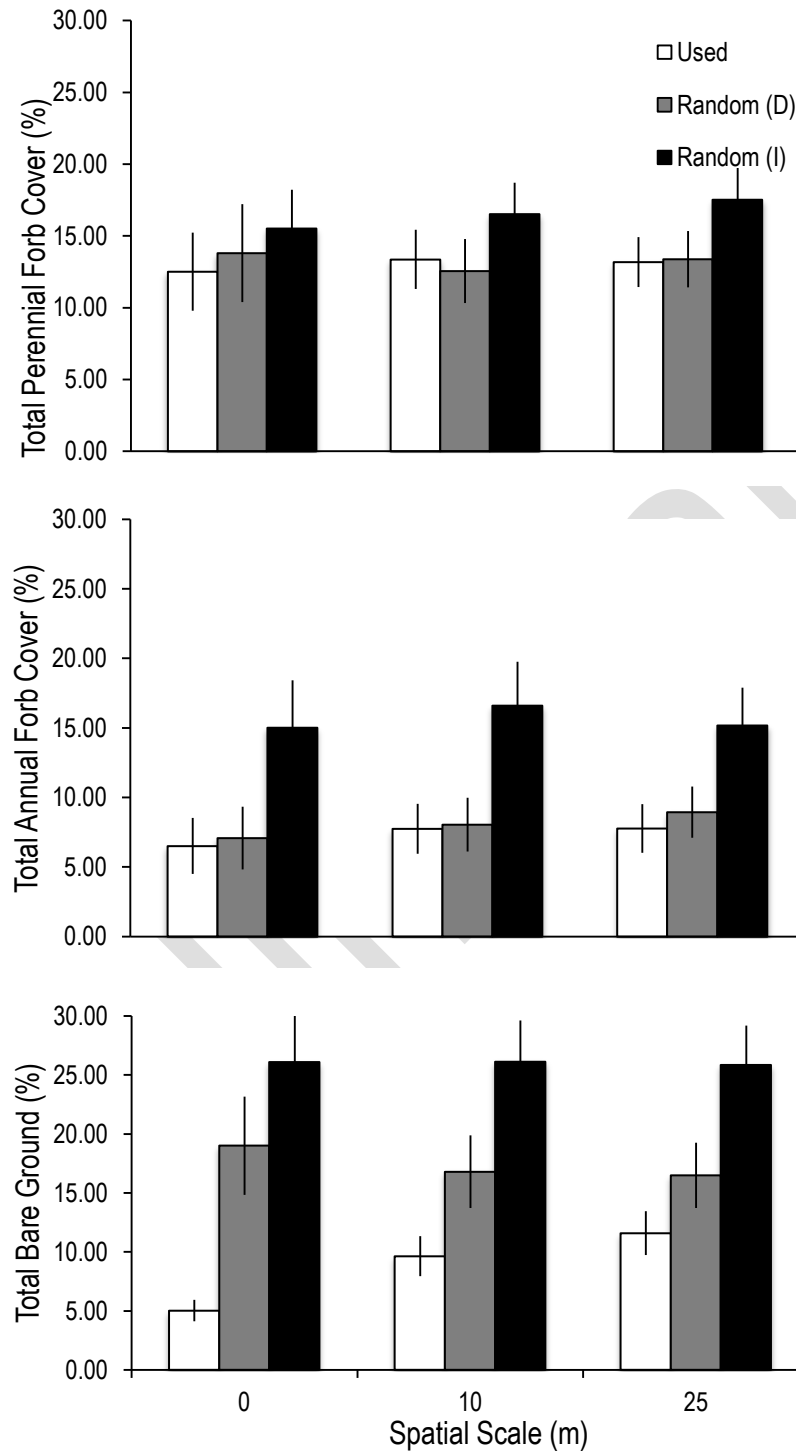 30.00
25.00
20.00
15.00
10.00
5.00
0.00
Total Perennial Forb Cover (%)
Used
Random (D)
Random (I)
30.00
25.00
20.00
15.00
10.00
5.00
0.00
Total Annual Forb Cover (%)
30.00
25.00
20.00
15.00
10.00
5.00
0.00
Total Bare Ground (%)
0 10 25
Spatial Scale (m)